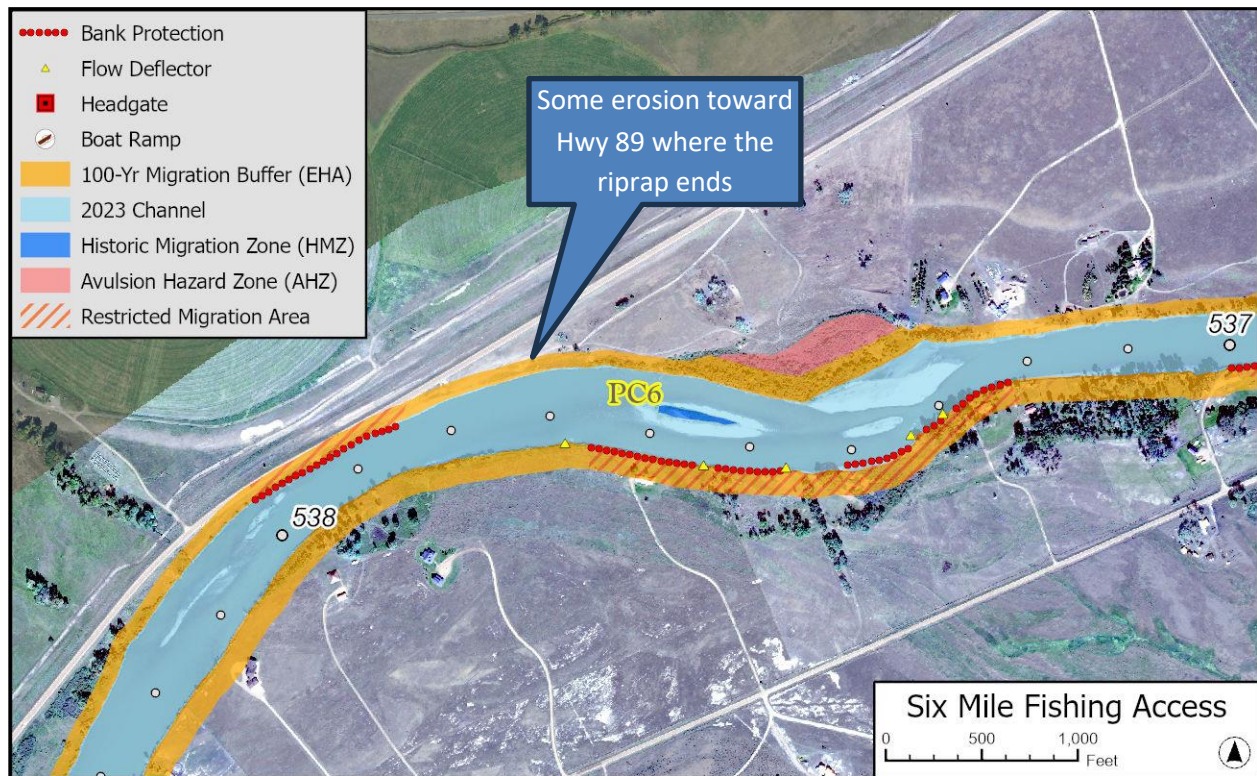 Bank Protection
Flow Deflector
Headgate
Boat Ramp
100-Yr Migration Buffer (EHA)
2023 Channel
Historic Migration Zone (HMZ)
Avulsion Hazard Zone (AHZ)
Restricted Migration Area
Some erosion toward
Hwy 89 where the
riprap ends
537
PC6
538
Six Mile Fishing Access
0 500 1,000
Feet